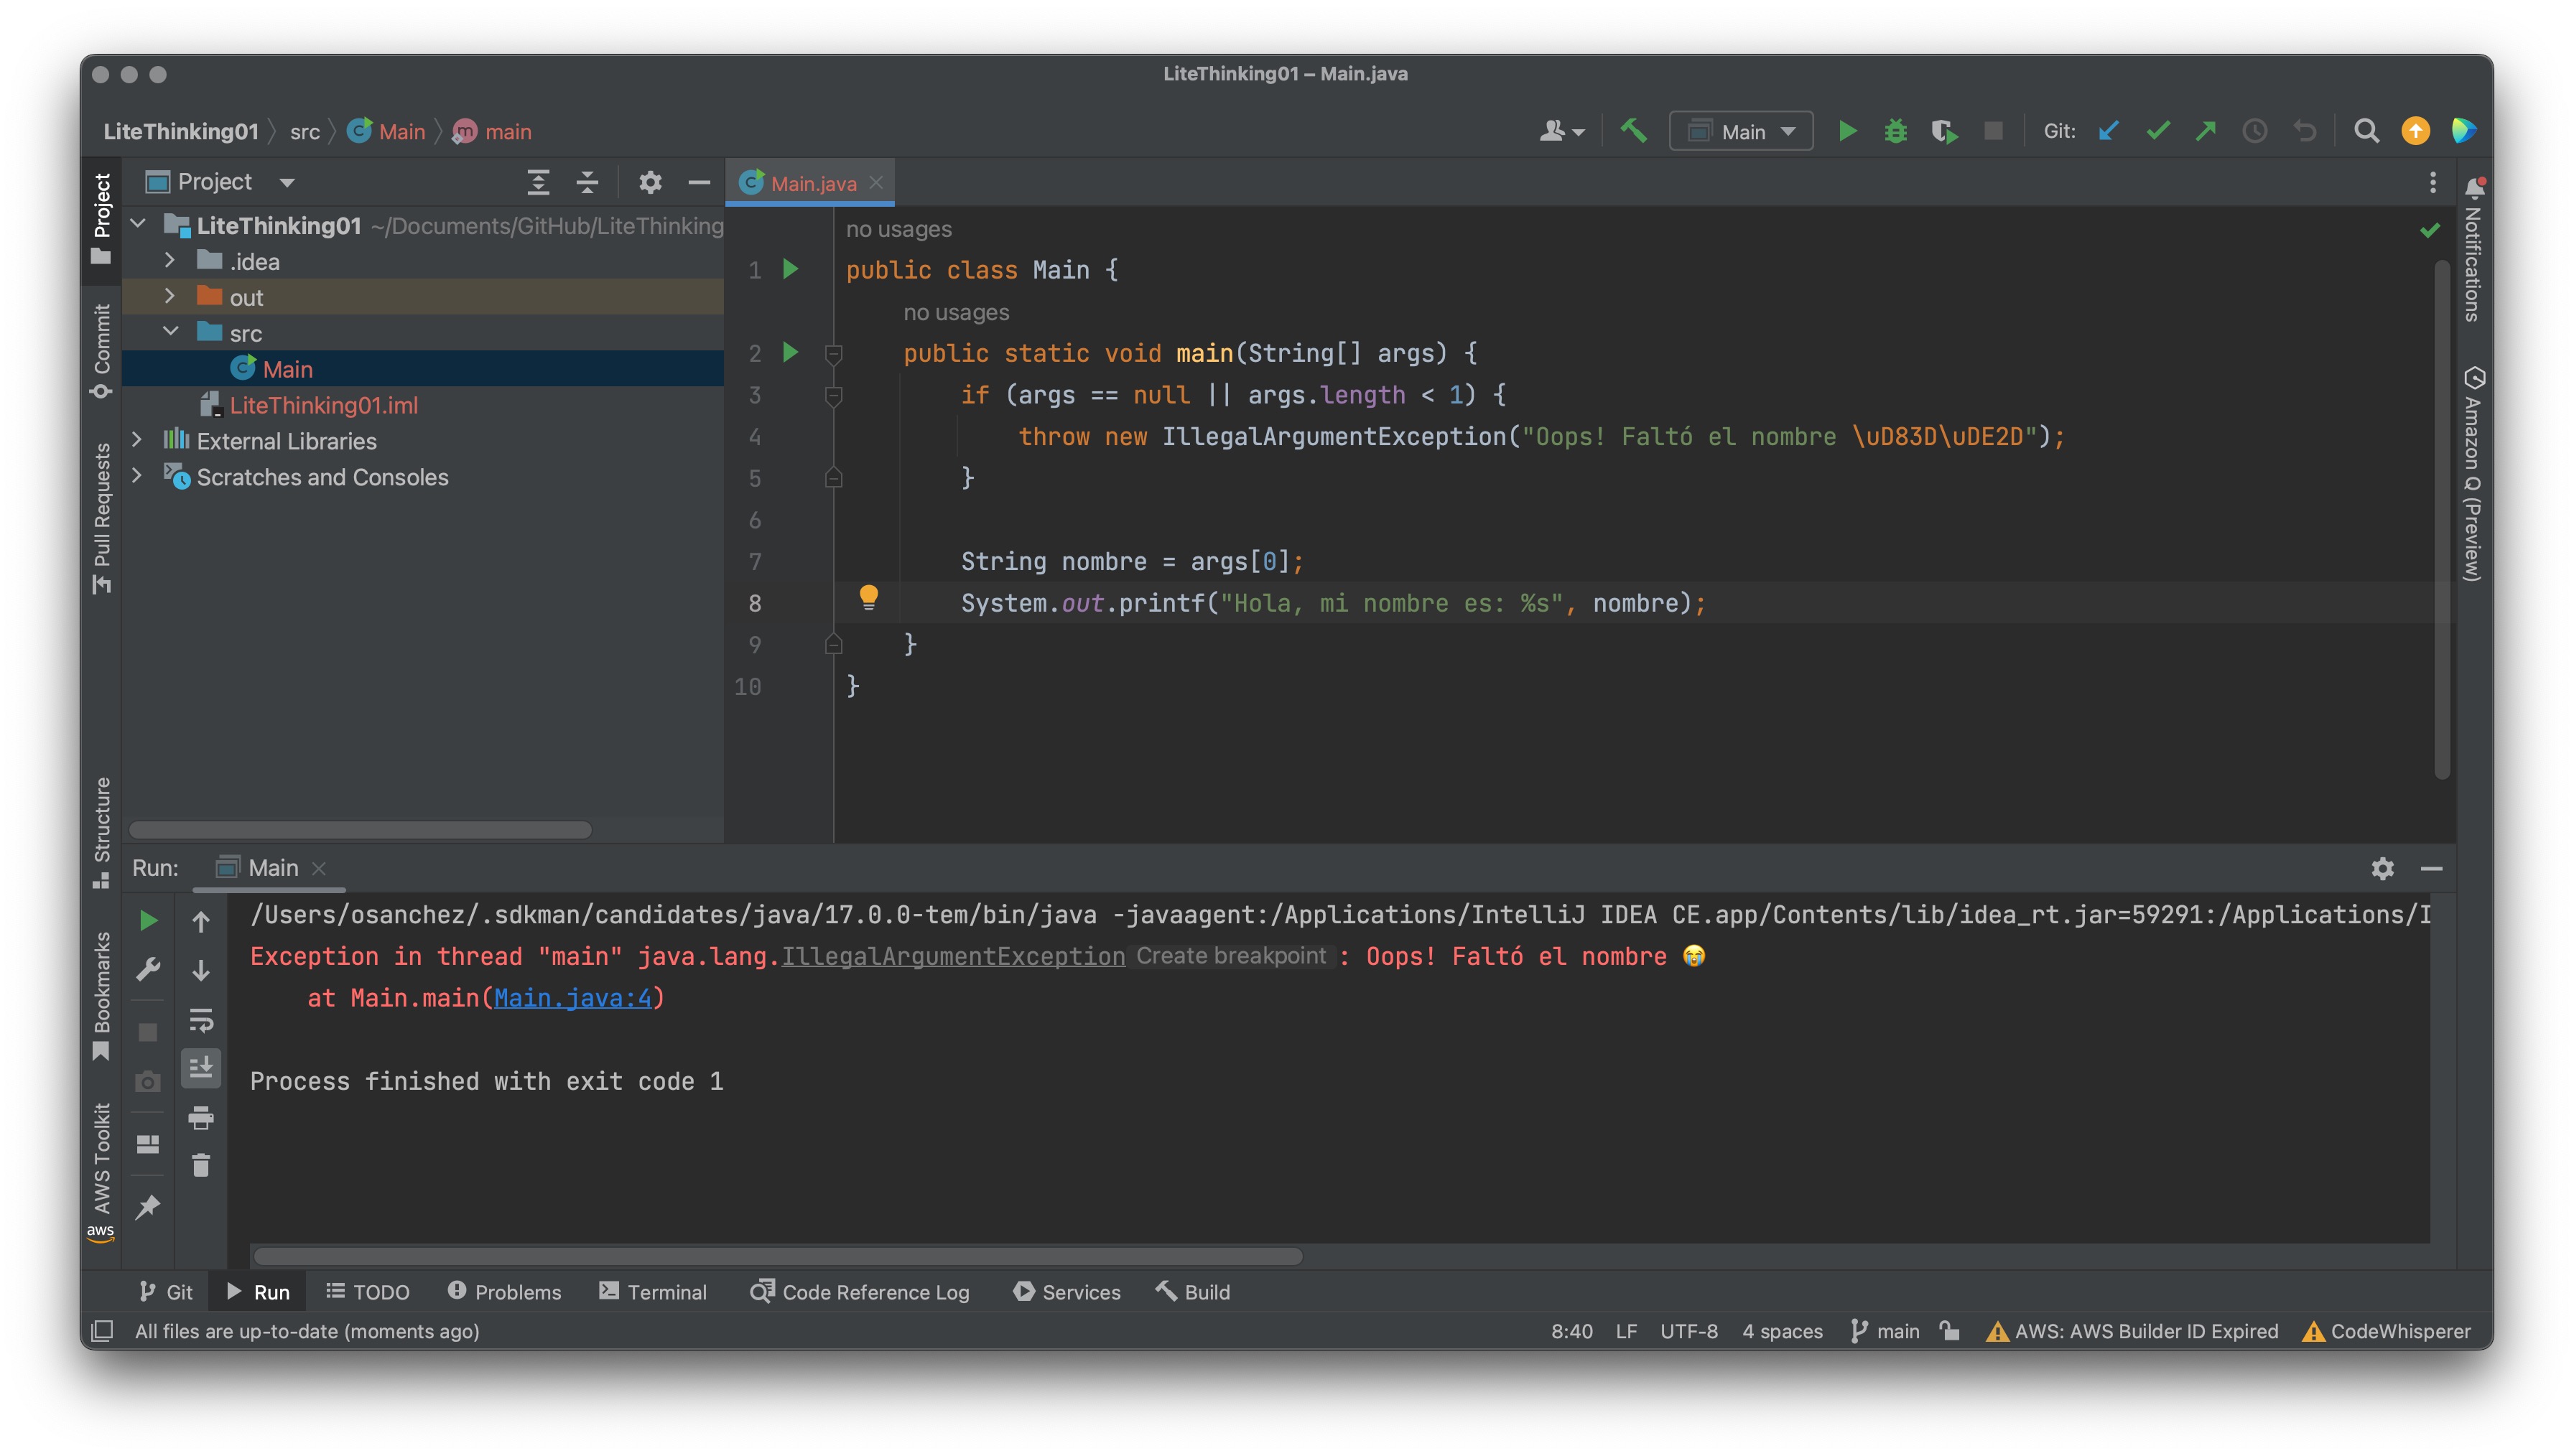 LiteThinking01 – Main.java
LiteThinking01 src Main main
Main Git:
Project
Main.java
LiteThinking01 ~/Documents/GitHub/LiteThinking
.idea
out
src
Main
LiteThinking01.iml
External Libraries
Scratches and Consoles
Project
Commit
Pull Requests
Structure
Bookmarks
AWS Toolkit
aws
no usages
1 public class Main {
no usages
2 public static void main(String[] args) {
3 if (args == null || args.length < 1) {
4 throw new IllegalArgumentException("Oops! Faltó el nombre \uD83D\uDE2D");
5 }
6
7 String nombre = args[0];
8 System.out.printf("Hola, mi nombre es: %s", nombre);
9 }
10 }
Notifications
Amazon Q (Preview)
Run: Main
/Users/osanchez/.sdkman/candidates/java/17.0.0-tem/bin/java -javaagent:/Applications/IntelliJ IDEA CE.app/Contents/lib/idea_rt.jar=59291:/Applications/I
Exception in thread "main" java.lang.IllegalArgumentException Create breakpoint : Oops! Faltó el nombre 😭
at Main.main(Main.java:4)
Process finished with exit code 1
Git Run TODO Problems Terminal Code Reference Log Services Build
All files are up-to-date (moments ago) 8:40 LF UTF-8 4 spaces main AWS: AWS Builder ID Expired CodeWhisperer